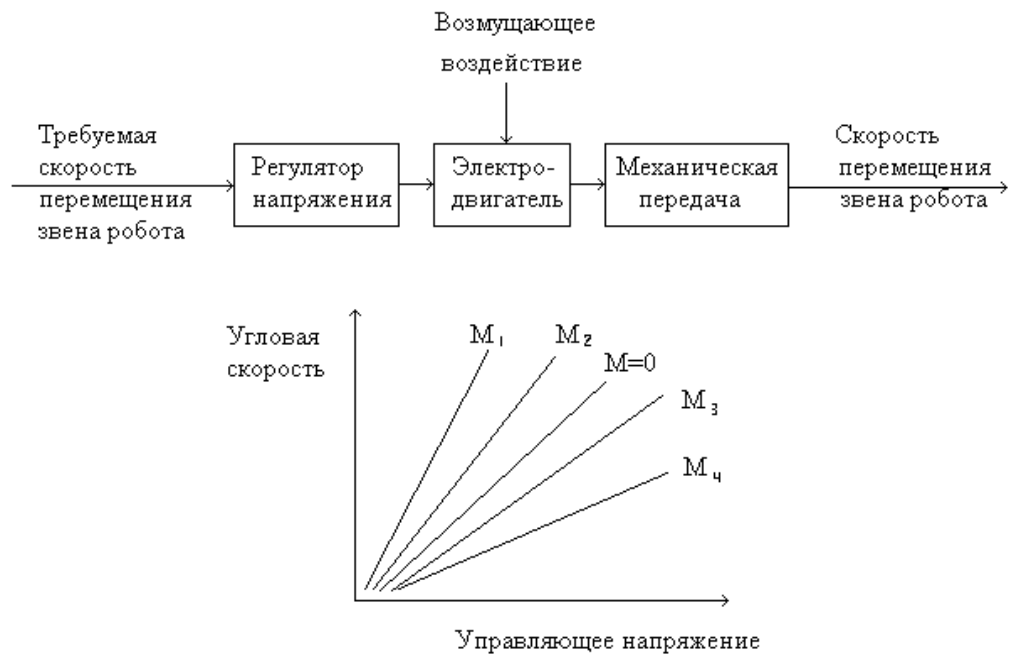 Возмущающее
воздействие
Требуемая
скорость
перемещения
звена робота
Регулятор
напряжения
Электро-
двигатель
Механическая
передача
Скорость
перемещения
звена робота
Угловая
скорость
M₁
M₂
M=0
M₃
M₄
Управляющее напряжение